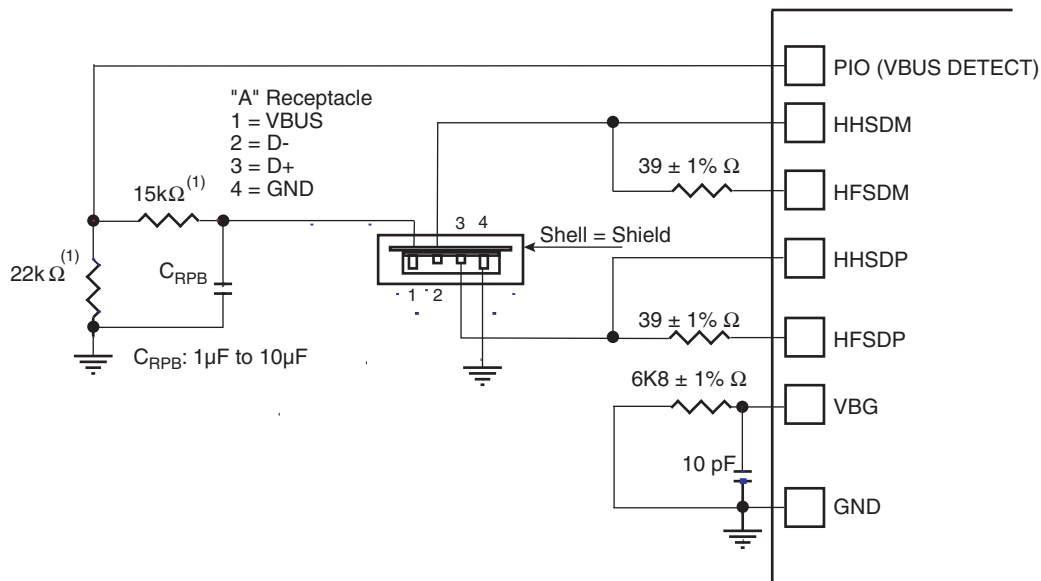 PIO (VBUS DETECT)
"A" Receptacle
1 = VBUS
2 = D-
3 = D+
4 = GND
HHSDM
39 ± 1% Ω
HFSDM
15kΩ(1)
3 4
Shell = Shield
HHSDP
22k Ω(1)
CRPB
1 2
39 ± 1% Ω
HFSDP
CRPB: 1µF to 10µF
6K8 ± 1% Ω
VBG
10 pF
GND